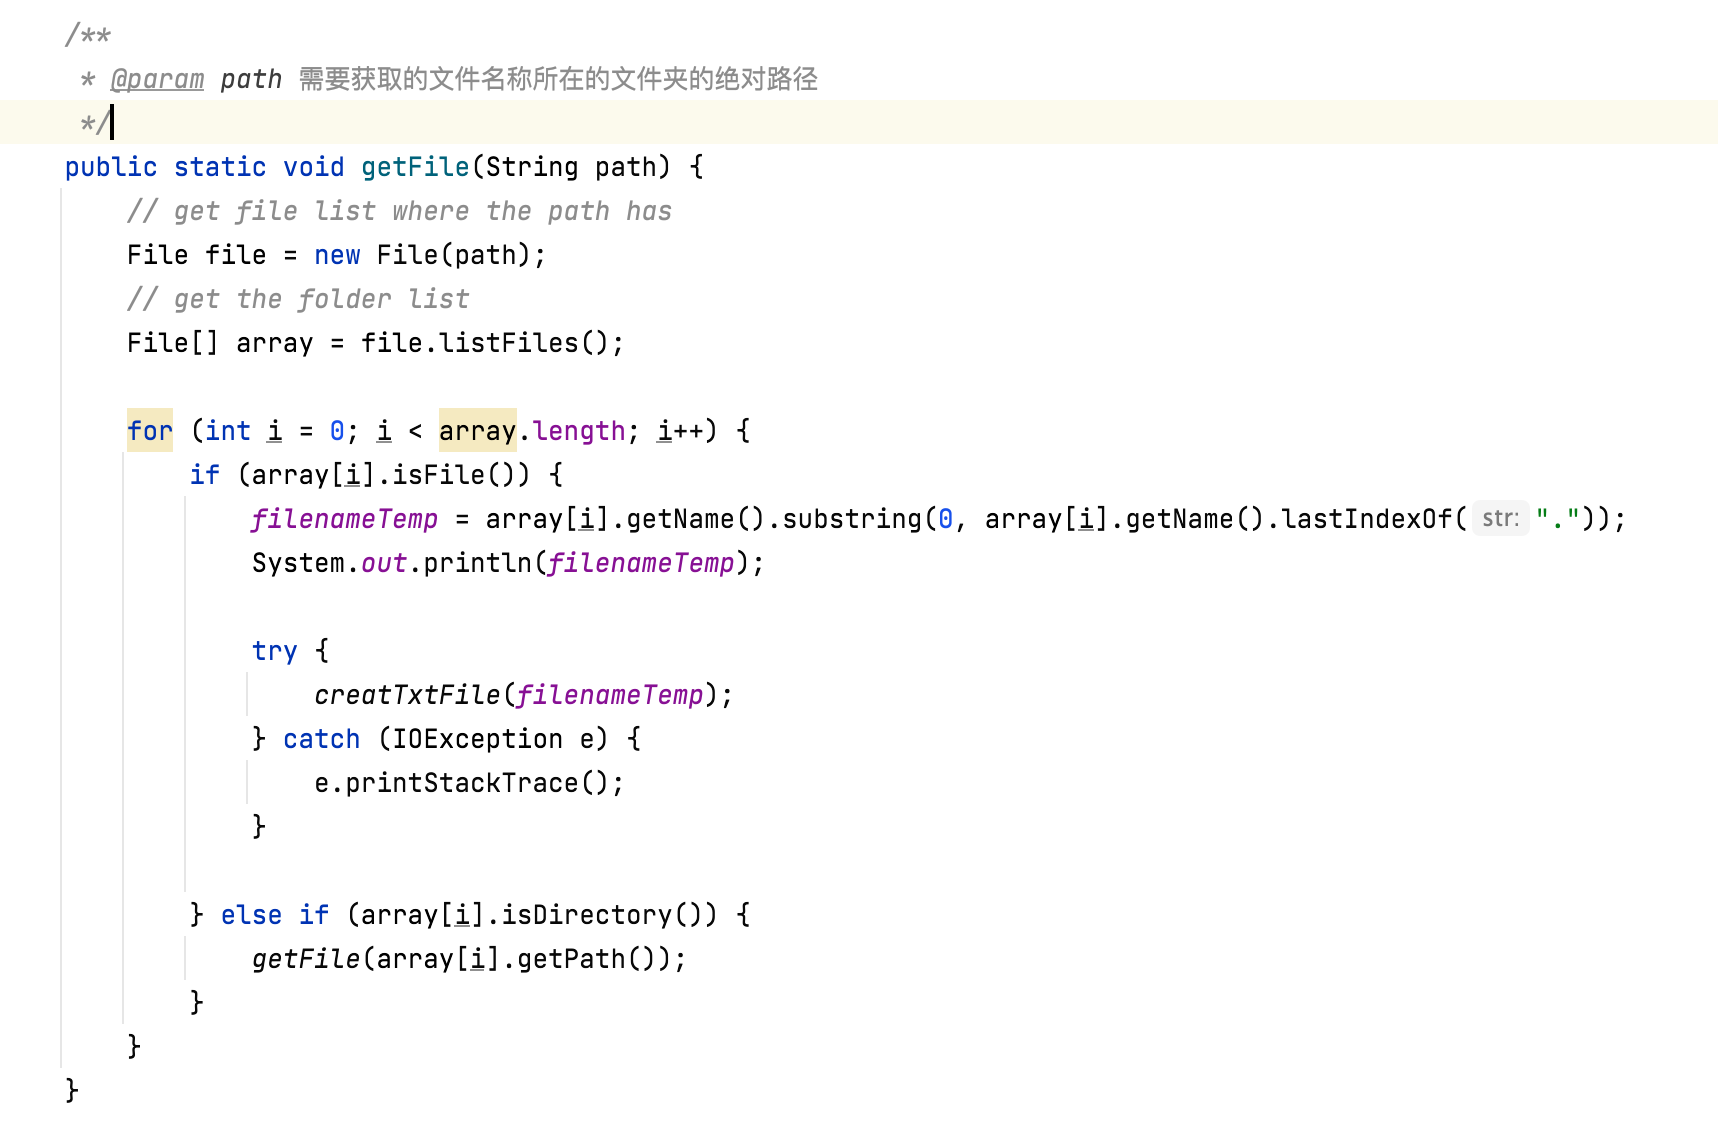 /**
 * @param path 需要获取的文件名称所在的文件夹的绝对路径
 */
public static void getFile(String path) {
    // get file list where the path has
    File file = new File(path);
    // get the folder list
    File[] array = file.listFiles();

    for (int i = 0; i < array.length; i++) {
        if (array[i].isFile()) {
            filenameTemp = array[i].getName().substring(0, array[i].getName().lastIndexOf( str: "."));
            System.out.println(filenameTemp);

            try {
                creatTxtFile(filenameTemp);
            } catch (IOException e) {
                e.printStackTrace();
            }

        } else if (array[i].isDirectory()) {
            getFile(array[i].getPath());
        }
    }
}